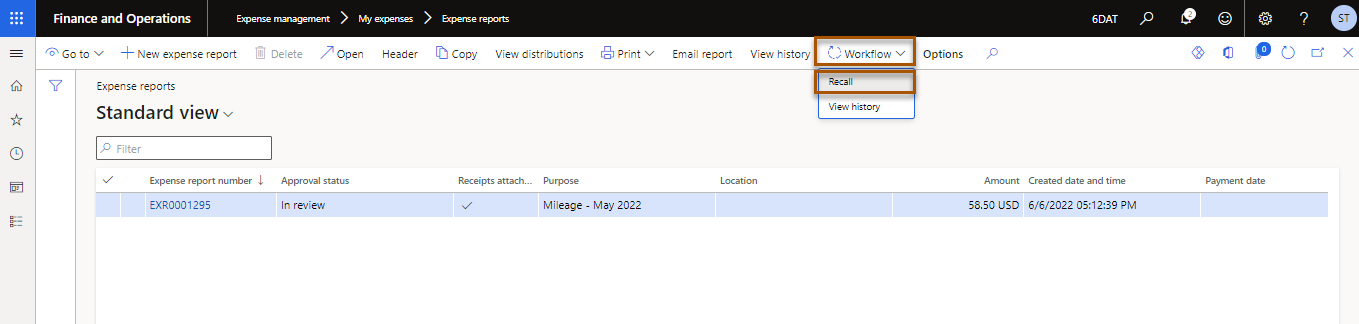 Finance and Operations Expense management My expenses Expense reports 6DAT 2 ? ST
Go to New expense report Delete Open Header Copy View distributions Print Email report View history Workflow Options 0
Recall
View history
Expense reports
Standard view
Filter
Expense report number Approval status Receipts attach... Purpose Location Amount Created date and time Payment date
EXR0001295 In review Mileage - May 2022 58.50 USD 6/6/2022 05:12:39 PM